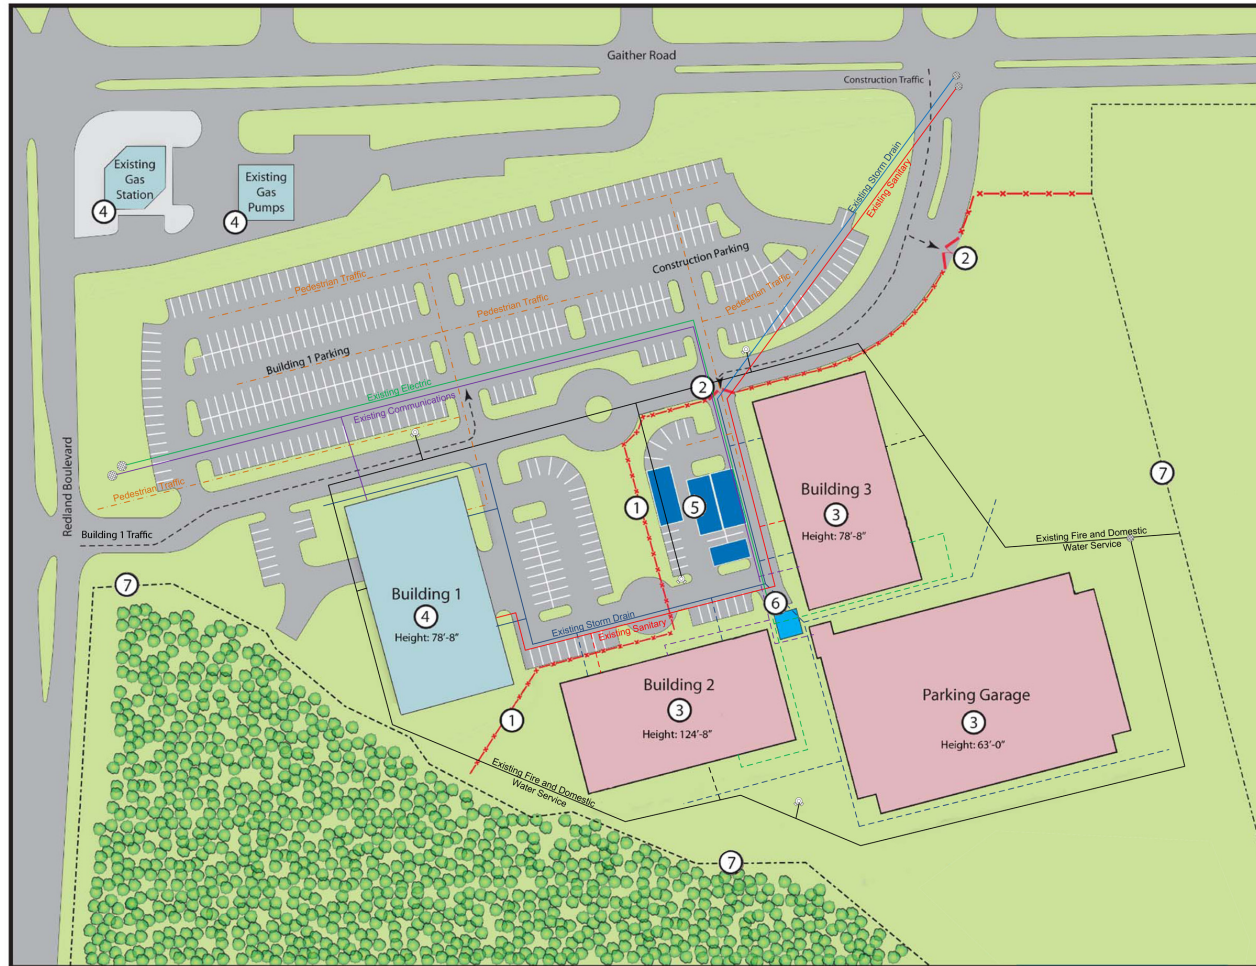 Gaither Road
Construction Traffic
Existing
Gas
Station
4
Existing
Gas
Pumps
4
Existing Storm Drain
Existing Sanitary
2
Construction Parking
Pedestrian Traffic
Pedestrian Traffic
Pedestrian Traffic
Building 1 Parking
Existing Electric
Existing Communications
2
Redland Boulevard
Pedestrian Traffic
Building 1 Traffic
7
1
5
Building 3
3
Height: 78'-8"
Existing Fire and Domestic
Water Service
7
Building 1
4
Height: 78'-8"
6
Existing Storm Drain
Existing Sanitary
Building 2
3
Height: 124'-8"
Parking Garage
3
Height: 63'-0"
1
Existing Fire and Domestic
Water Service
7